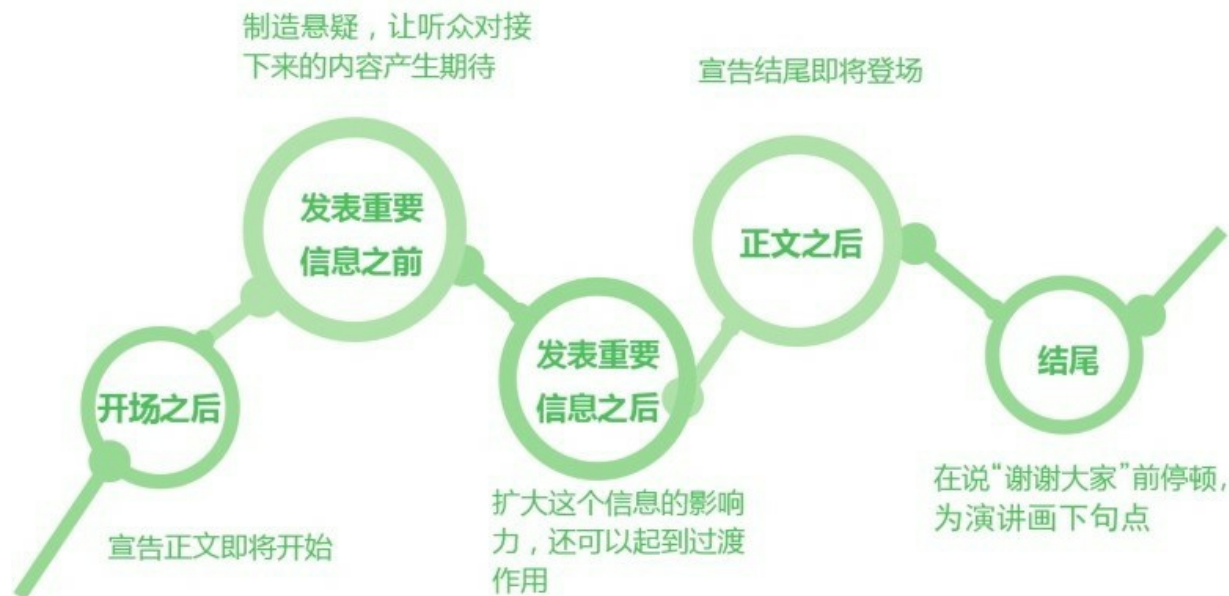 制造悬疑，让听众对接
下来的内容产生期待
宣告结尾即将登场
发表重要
信息之前
正文之后
发表重要
信息之后
结尾
开场之后
宣告正文即将开始
扩大这个信息的影响
力，还可以起到过渡
作用
在说“谢谢大家”前停顿，
为演讲画下句点